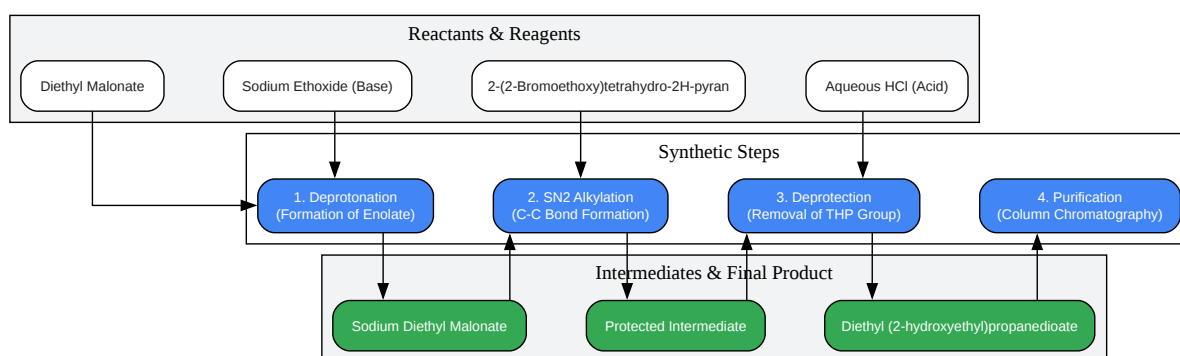 Reactants & Reagents
Diethyl Malonate
Sodium Ethoxide (Base)
2-(2-Bromoethoxy)tetrahydro-2H-pyran
Aqueous HCl (Acid)
Synthetic Steps
1. Deprotonation
(Formation of Enolate)
2. SN2 Alkylation
(C-C Bond Formation)
3. Deprotection
(Removal of THP Group)
4. Purification
(Column Chromatography)
Intermediates & Final Product
Sodium Diethyl Malonate
Protected Intermediate
Diethyl (2-hydroxyethyl)propanedioate